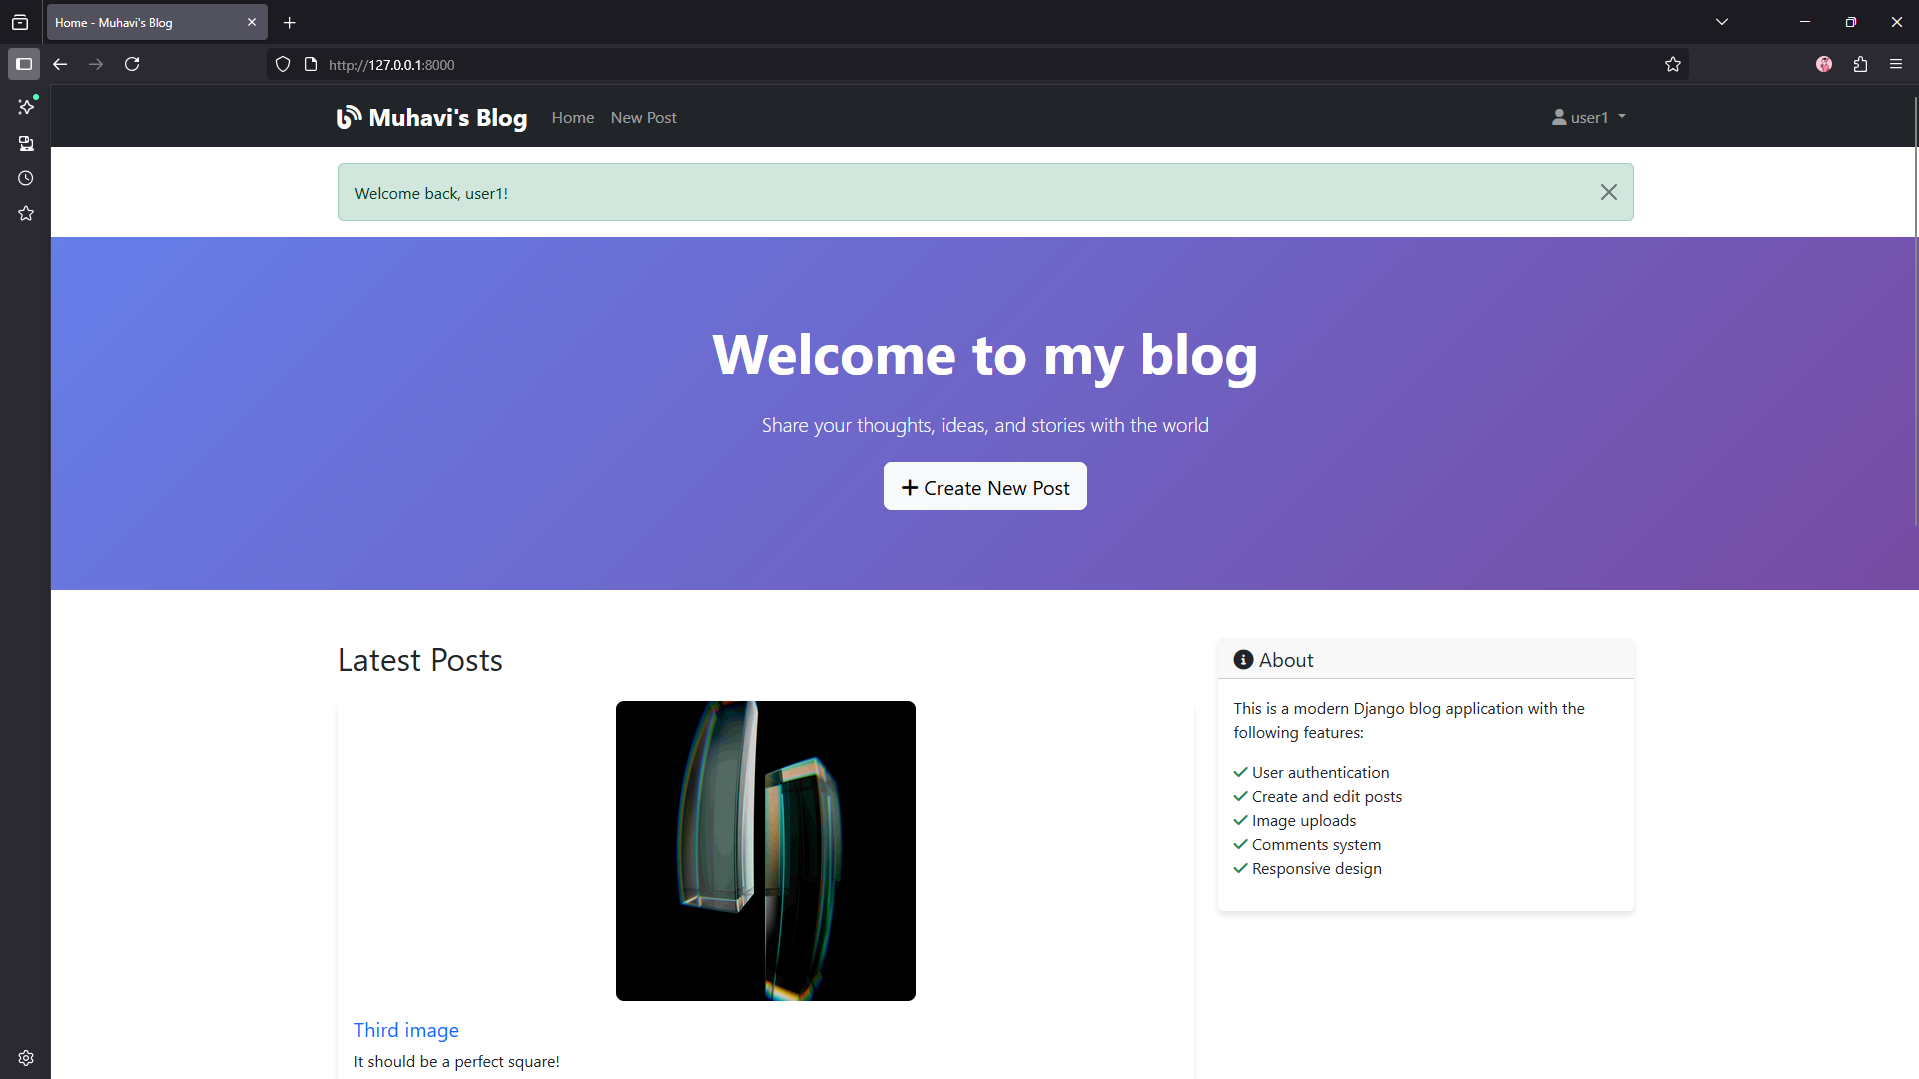 Home - Muhavi's Blog
http://127.0.0.1:8000
Muhavi's Blog
Home
New Post
user1
Welcome back, user1!
Welcome to my blog
Share your thoughts, ideas, and stories with the world
Create New Post
Latest Posts
Third image
It should be a perfect square!
About
This is a modern Django blog application with the
following features:
User authentication
Create and edit posts
Image uploads
Comments system
Responsive design